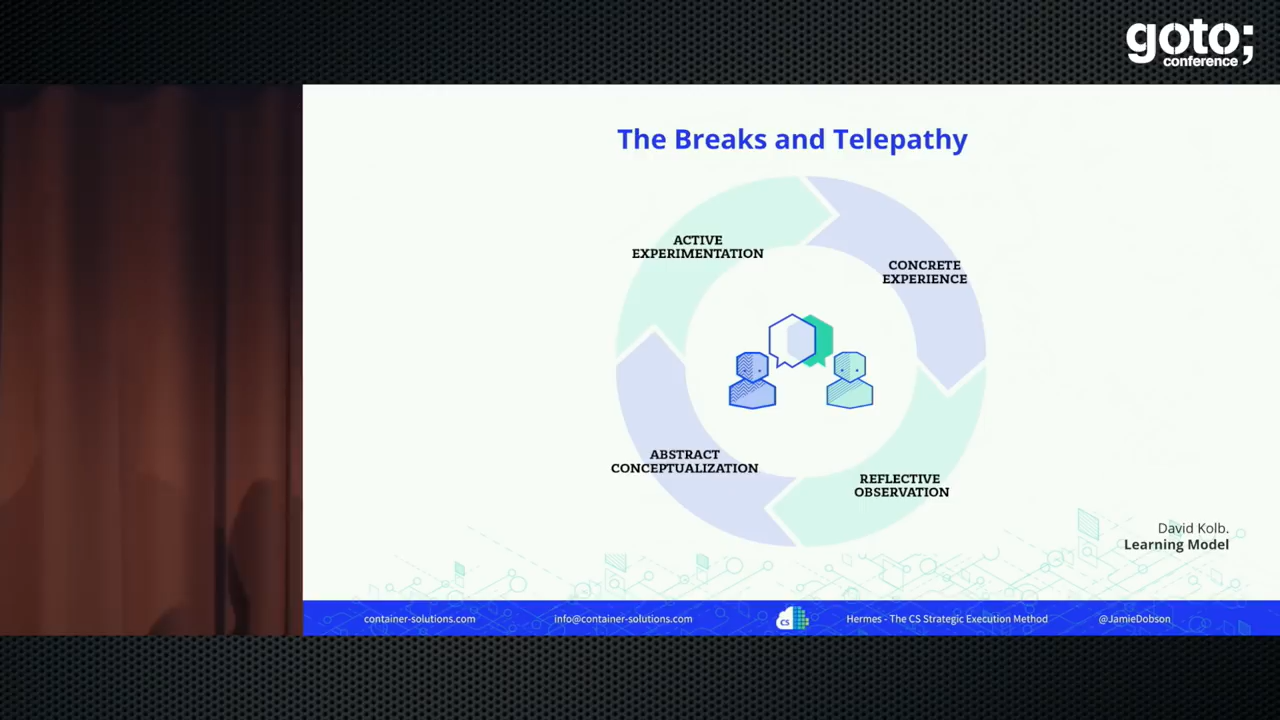 goto;
conference
The Breaks and Telepathy
ACTIVE
EXPERIMENTATION
CONCRETE
EXPERIENCE
ABSTRACT
CONCEPTUALIZATION
REFLECTIVE
OBSERVATION
David Kolb.
Learning Model
container-solutions.com
info@container-solutions.com
CS
Hermes - The CS Strategic Execution Method
@JamieDobson